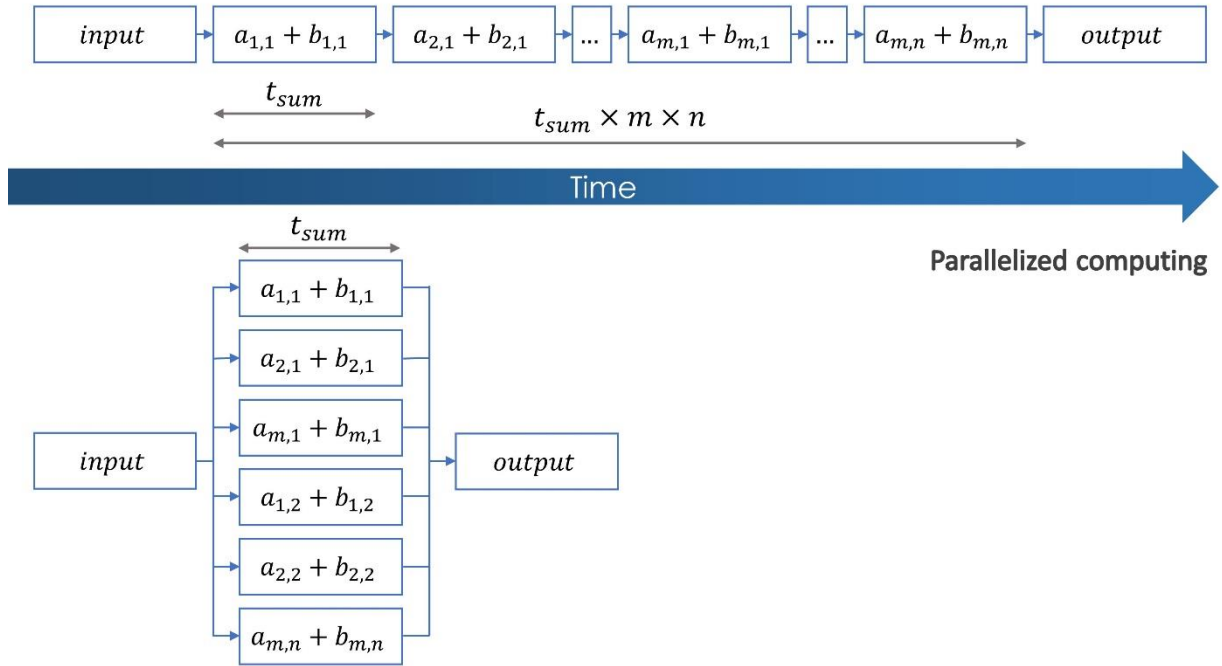 input a₁,₁ + b₁,₁ a₂,₁ + b₂,₁ ... aₘ,₁ + bₘ,₁ ... aₘ,ₙ + bₘ,ₙ output
tₛᵤₘ
tₛᵤₘ × m × n
Time
tₛᵤₘ
Parallelized computing
a₁,₁ + b₁,₁
a₂,₁ + b₂,₁
aₘ,₁ + bₘ,₁
input
output
a₁,₂ + b₁,₂
a₂,₂ + b₂,₂
aₘ,ₙ + bₘ,ₙ